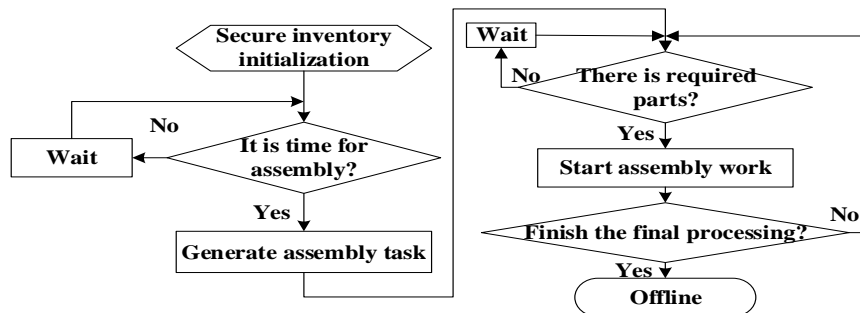 Secure inventory
initialization
No
It is time for
assembly?
Wait
Yes
Generate assembly task
Wait
No
There is required
parts?
Yes
Start assembly work
No
Finish the final processing?
Yes
Offline